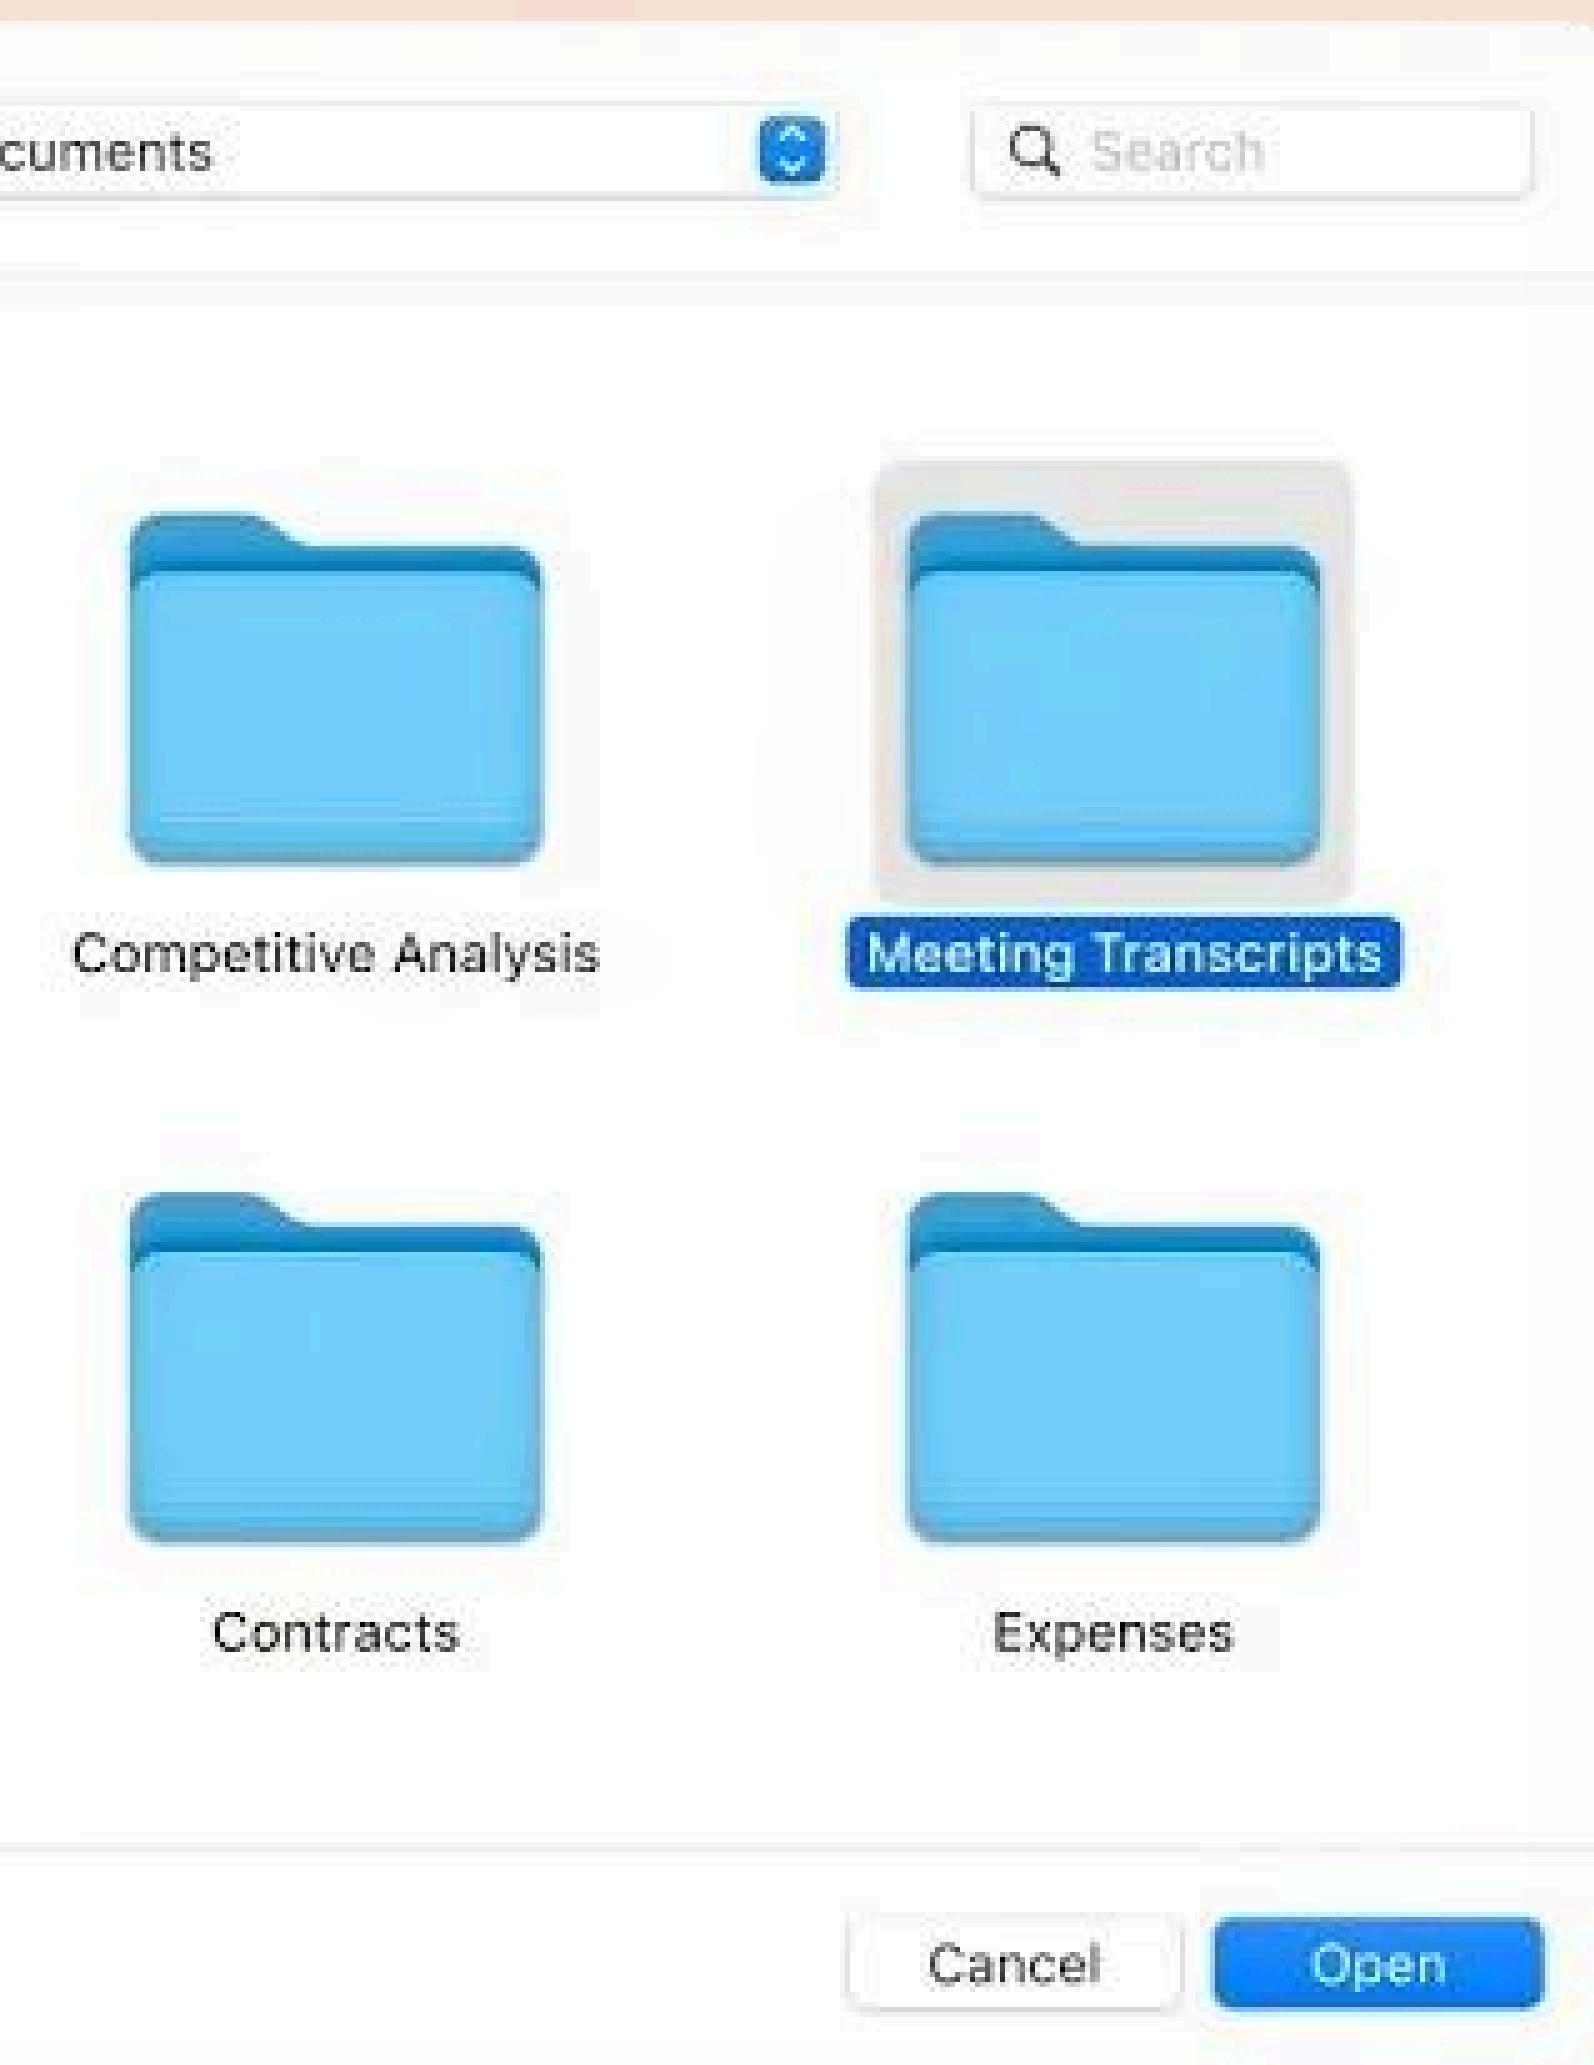 cuments
Search
Competitive Analysis
Meeting Transcripts
Contracts
Expenses
Cancel
Open